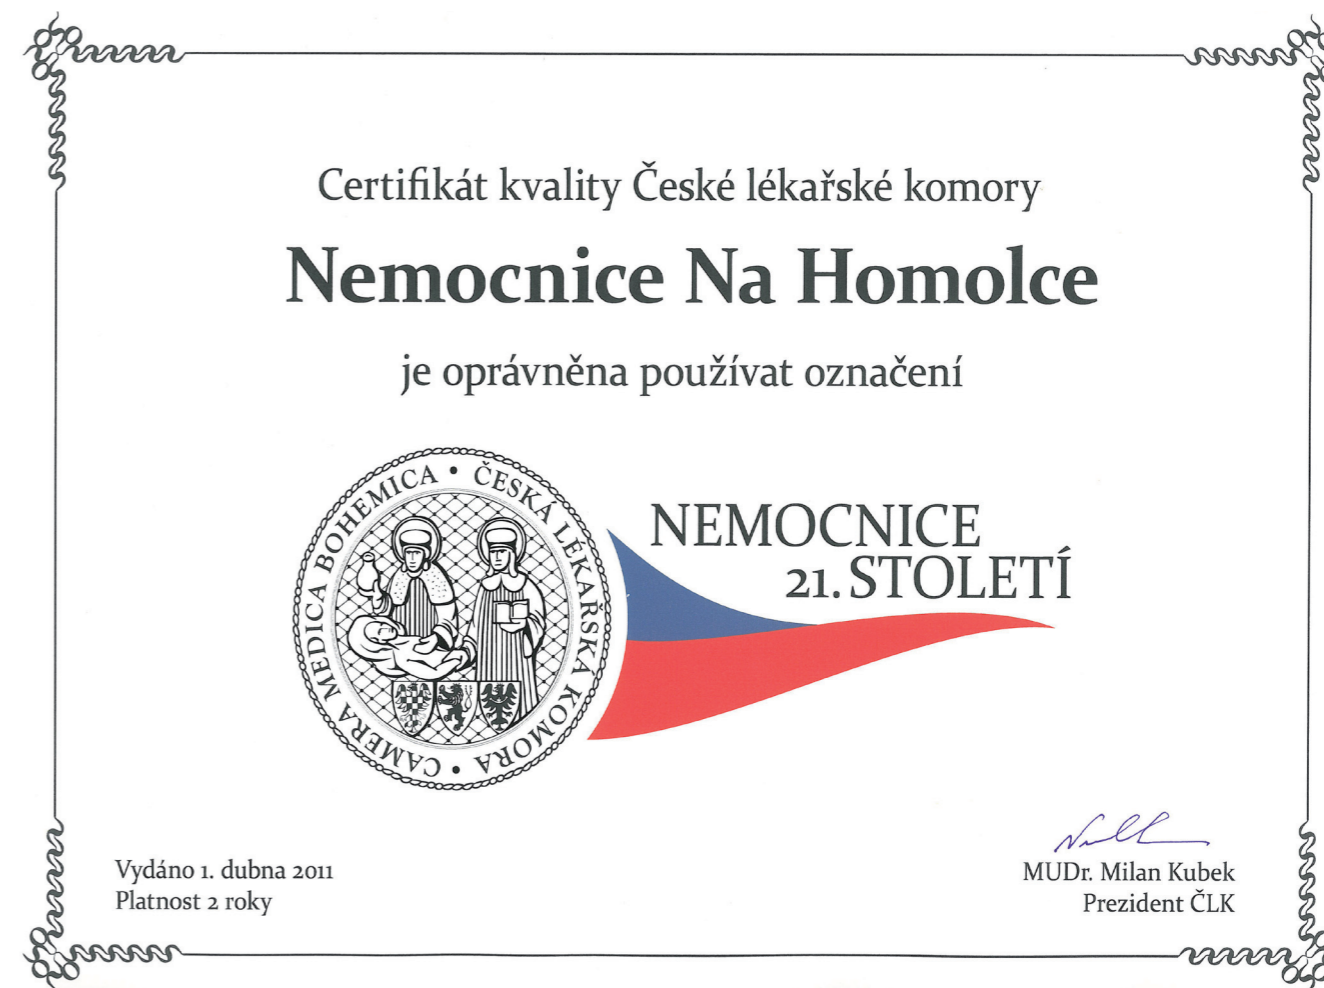 Certifikát kvality České lékařské komory
Nemocnice Na Homolce
je oprávněna používat označení
CAMERA MEDICA BOHEMICA • ČESKÁ LÉKAŘSKÁ KOMORA •
NEMOCNICE
21. STOLETÍ
Vydáno 1. dubna 2011
Platnost 2 roky
MUDr. Milan Kubek
Prezident ČLK